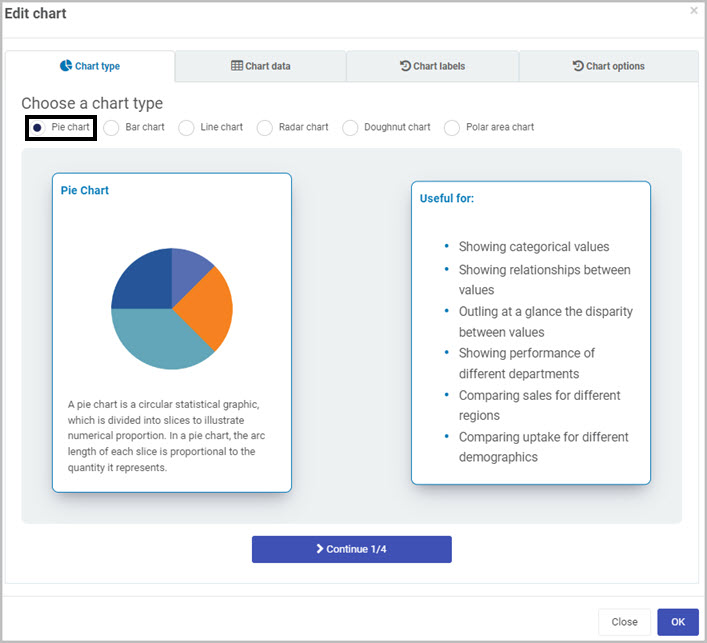 Edit chart
×
Chart type
Chart data
Chart labels
Chart options
Choose a chart type
Pie chart
Bar chart
Line chart
Radar chart
Doughnut chart
Polar area chart
Pie Chart
A pie chart is a circular statistical graphic,
which is divided into slices to illustrate
numerical proportion. In a pie chart, the arc
length of each slice is proportional to the
quantity it represents.
Useful for:
• Showing categorical values
• Showing relationships between
values
• Outling at a glance the disparity
between values
• Showing performance of
different departments
• Comparing sales for different
regions
• Comparing uptake for different
demographics
Continue 1/4
Close
OK